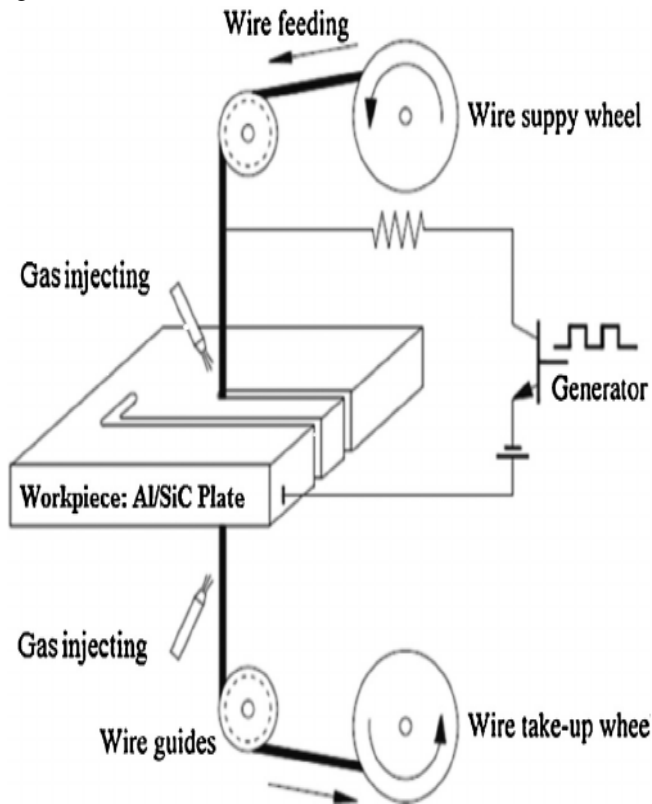 Wire feeding
Wire suppy wheel
Gas injecting
Generator
Workpiece: Al/SiC Plate
Gas injecting
Wire guides
Wire take-up wheel